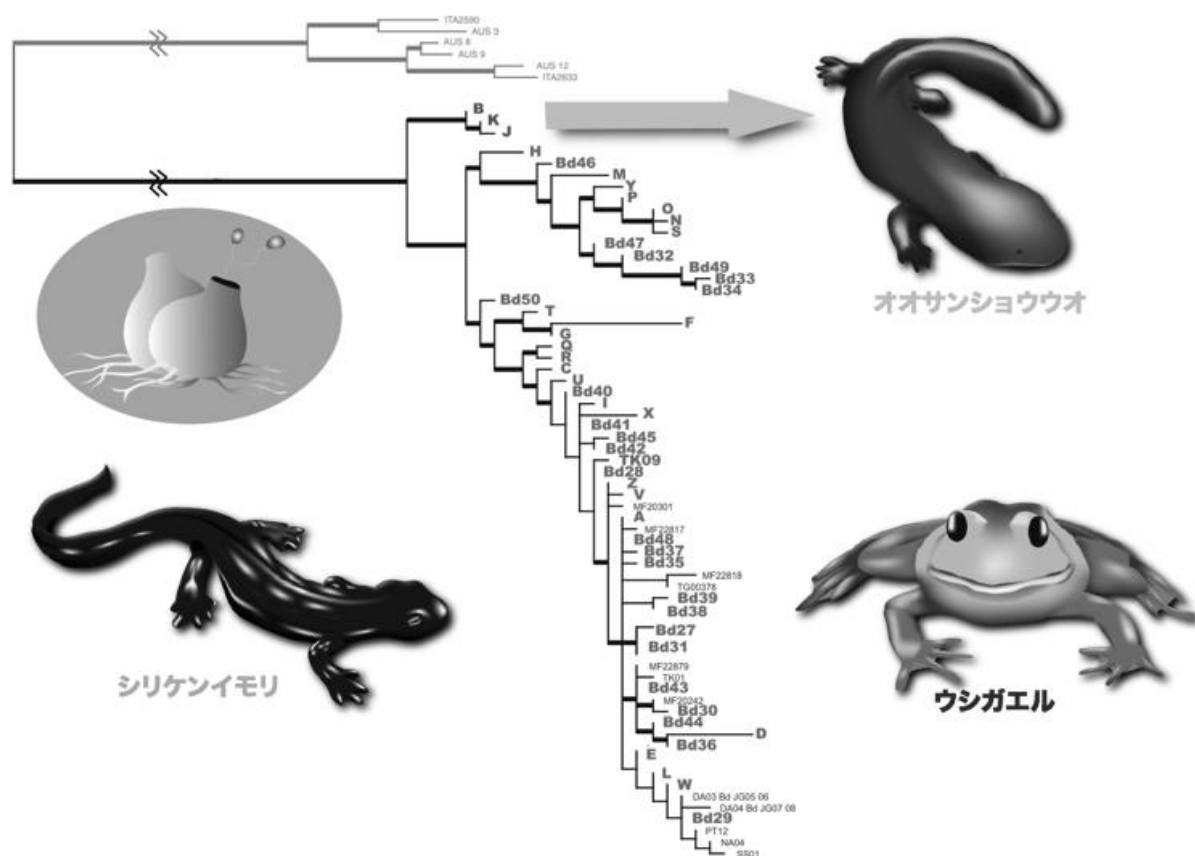 ITA2590
AUS 3
AUS 8
AUS 9
AUS 12
ITA2633
B
K
J
H
Bd46
M
Y
P
O
N
S
Bd47
Bd32
Bd49
Bd33
Bd34
オオサンショウウオ
Bd50
T
F
G
Q
R
C
U
Bd40
I
X
Bd41
Bd45
Bd42
TK09
Bd28
Z
V
MF20301
A
MF22817
Bd48
Bd37
Bd35
MF22818
TG00378
Bd39
Bd38
Bd27
Bd31
MF22879
TK01
Bd43
MF20242
Bd30
Bd44
D
Bd36
シリケンイモリ
ウシガエル
E
L
W
DA03 Bd JG05 06
DA04 Bd JG07 08
Bd29
PT12
NA04
SS01